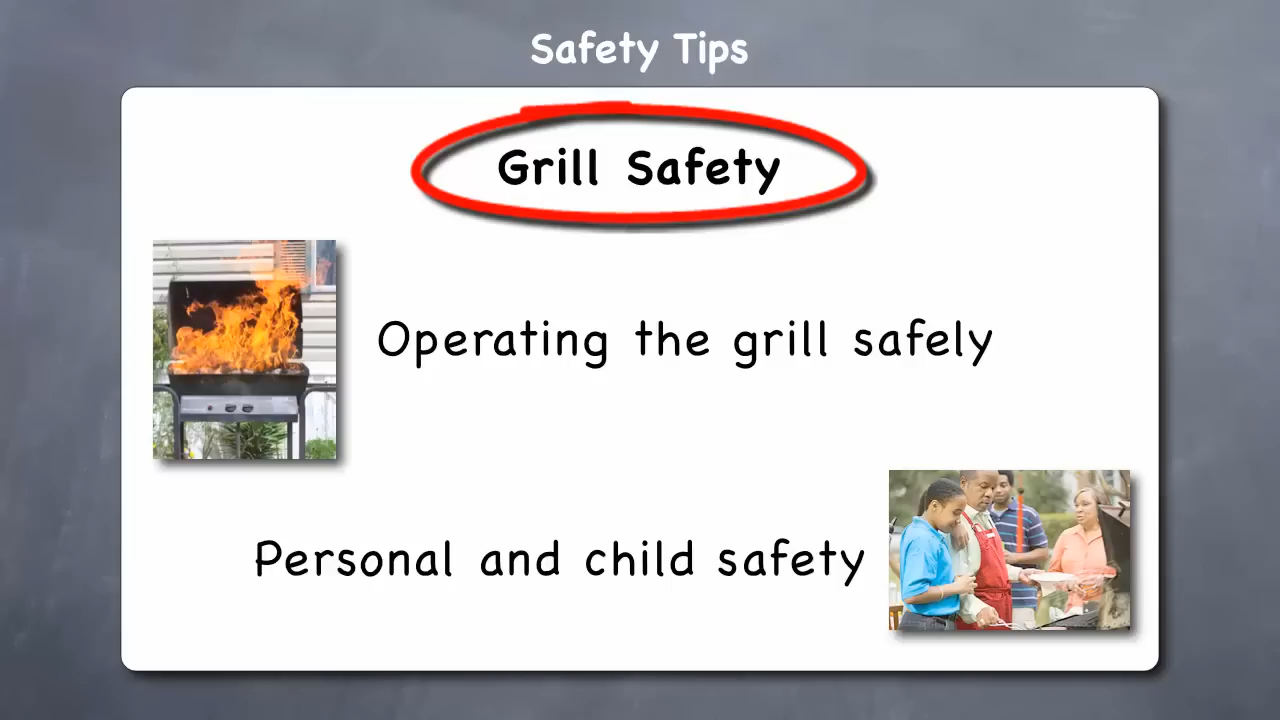 Safety Tips
Grill Safety
Operating the grill safely
Personal and child safety